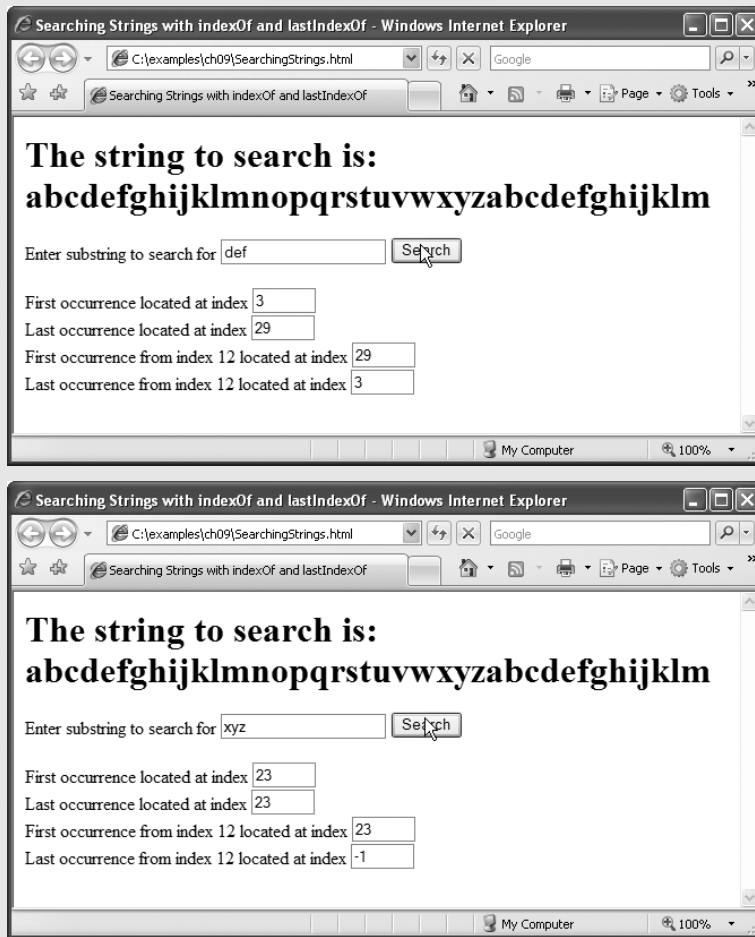 Searching Strings with indexOf and lastIndexOf - Windows Internet Explorer
C:\examples\ch09\SearchingStrings.html
Google
Searching Strings with indexOf and lastIndexOf
Page
Tools
»
The string to search is:
abcdefghijklmnopqrstuvwxyzabcdefghijklm
Enter substring to search for def Search
First occurrence located at index 3
Last occurrence located at index 29
First occurrence from index 12 located at index 29
Last occurrence from index 12 located at index 3
My Computer
100%
Searching Strings with indexOf and lastIndexOf - Windows Internet Explorer
C:\examples\ch09\SearchingStrings.html
Google
Searching Strings with indexOf and lastIndexOf
Page
Tools
»
The string to search is:
abcdefghijklmnopqrstuvwxyzabcdefghijklm
Enter substring to search for xyz Search
First occurrence located at index 23
Last occurrence located at index 23
First occurrence from index 12 located at index 23
Last occurrence from index 12 located at index -1
My Computer
100%